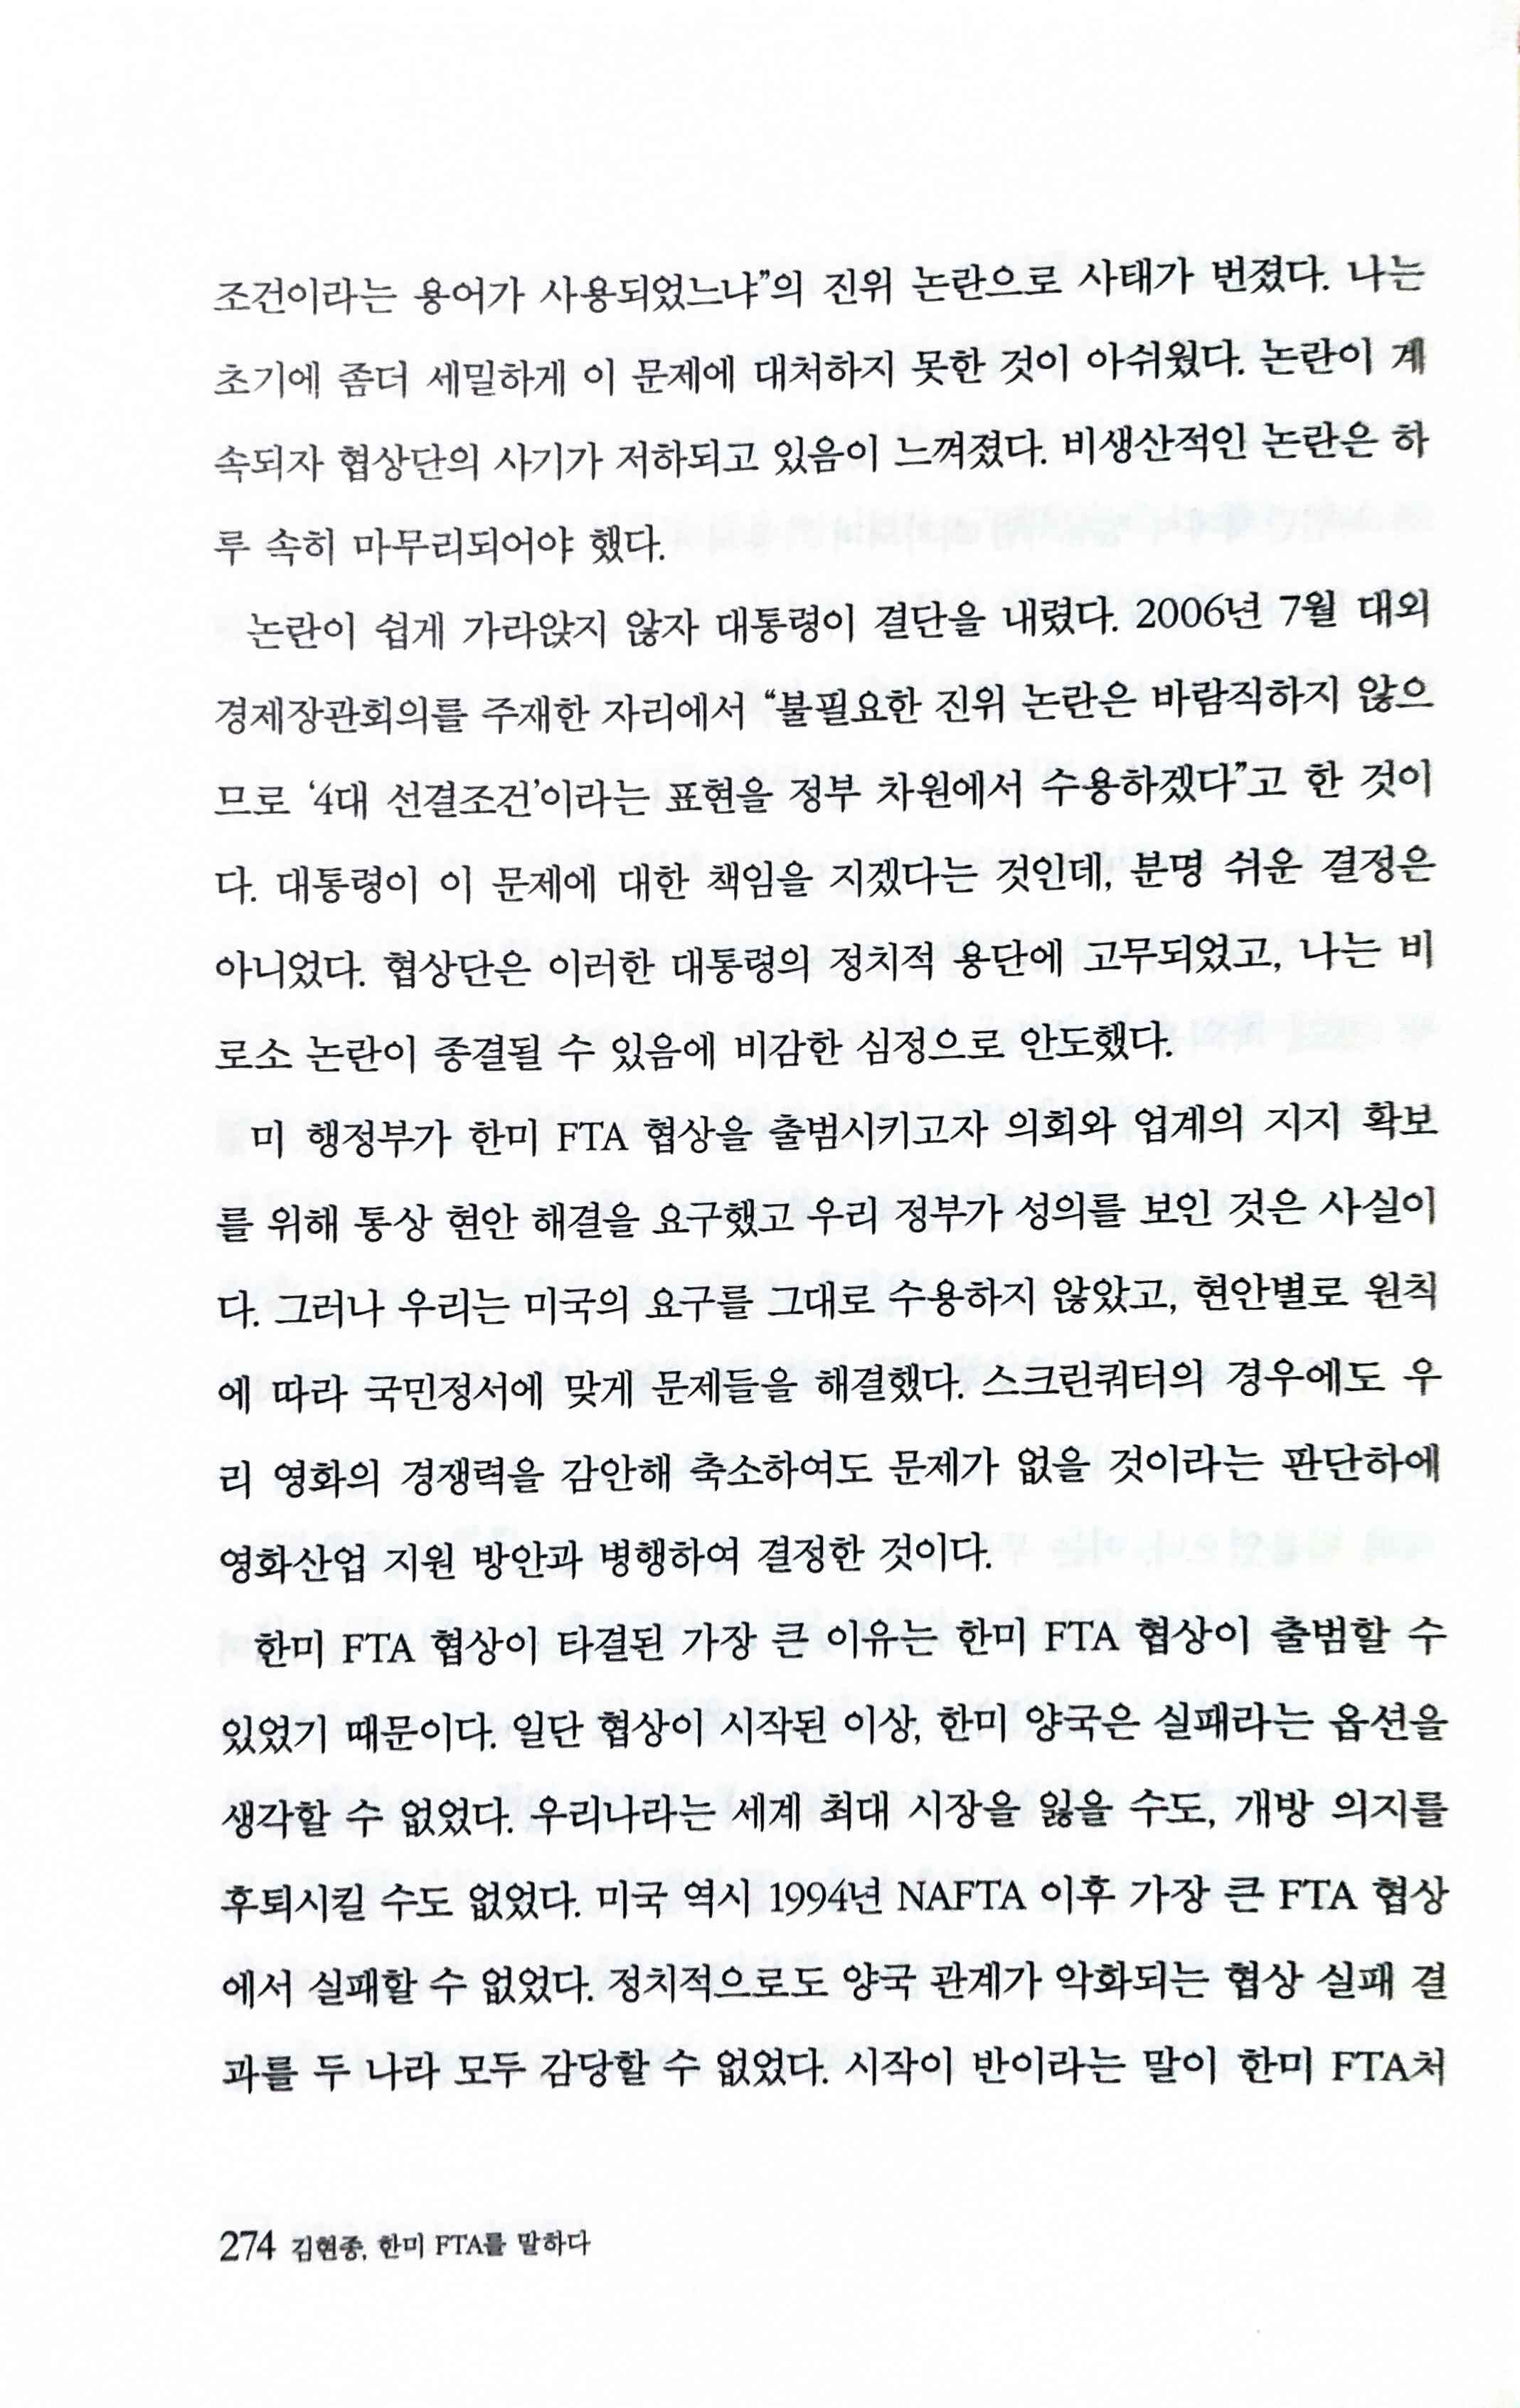 조건이라는 용어가 사용되었느냐”의 진위 논란으로 사태가 번졌다. 나는
초기에 좀더 세밀하게 이 문제에 대처하지 못한 것이 아쉬웠다. 논란이 계
속되자 협상단의 사기가 저하되고 있음이 느껴졌다. 비생산적인 논란은 하
루 속히 마무리되어야 했다.
논란이 쉽게 가라앉지 않자 대통령이 결단을 내렸다. 2006년 7월 대외
경제장관회의를 주재한 자리에서 “불필요한 진위 논란은 바람직하지 않으
므로 ‘4대 선결조건’이라는 표현을 정부 차원에서 수용하겠다”고 한 것이
다. 대통령이 이 문제에 대한 책임을 지겠다는 것인데, 분명 쉬운 결정은
아니었다. 협상단은 이러한 대통령의 정치적 용단에 고무되었고, 나는 비
로소 논란이 종결될 수 있음에 비감한 심정으로 안도했다.
미 행정부가 한미 FTA 협상을 출범시키고자 의회와 업계의 지지 확보
를 위해 통상 현안 해결을 요구했고 우리 정부가 성의를 보인 것은 사실이
다. 그러나 우리는 미국의 요구를 그대로 수용하지 않았고, 현안별로 원칙
에 따라 국민정서에 맞게 문제들을 해결했다. 스크린쿼터의 경우에도 우
리 영화의 경쟁력을 감안해 축소하여도 문제가 없을 것이라는 판단하에
영화산업 지원 방안과 병행하여 결정한 것이다.
한미 FTA 협상이 타결된 가장 큰 이유는 한미 FTA 협상이 출범할 수
있었기 때문이다. 일단 협상이 시작된 이상, 한미 양국은 실패라는 옵션을
생각할 수 없었다. 우리나라는 세계 최대 시장을 잃을 수도, 개방 의지를
후퇴시킬 수도 없었다. 미국 역시 1994년 NAFTA 이후 가장 큰 FTA 협상
에서 실패할 수 없었다. 정치적으로도 양국 관계가 악화되는 협상 실패 결
과를 두 나라 모두 감당할 수 없었다. 시작이 반이라는 말이 한미 FTA처
274 김현종, 한미 FTA를 말하다